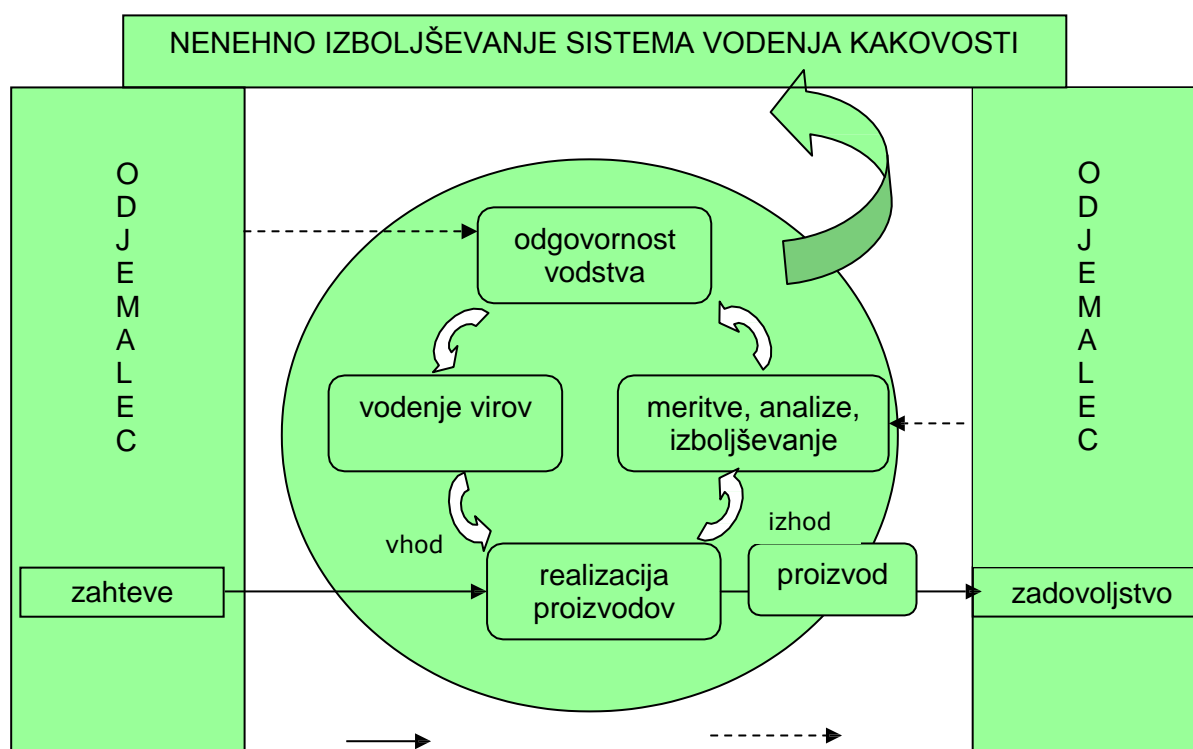 NENEHNO IZBOLJŠEVANJE SISTEMA VODENJA KAKOVOSTI
O
D
J
E
M
A
L
E
C
odgovornost
vodstva
vodenje virov
meritve, analize,
izboljševanje
vhod
izhod
zahteve
realizacija
proizvodov
proizvod
O
D
J
E
M
A
L
E
C
zadovoljstvo